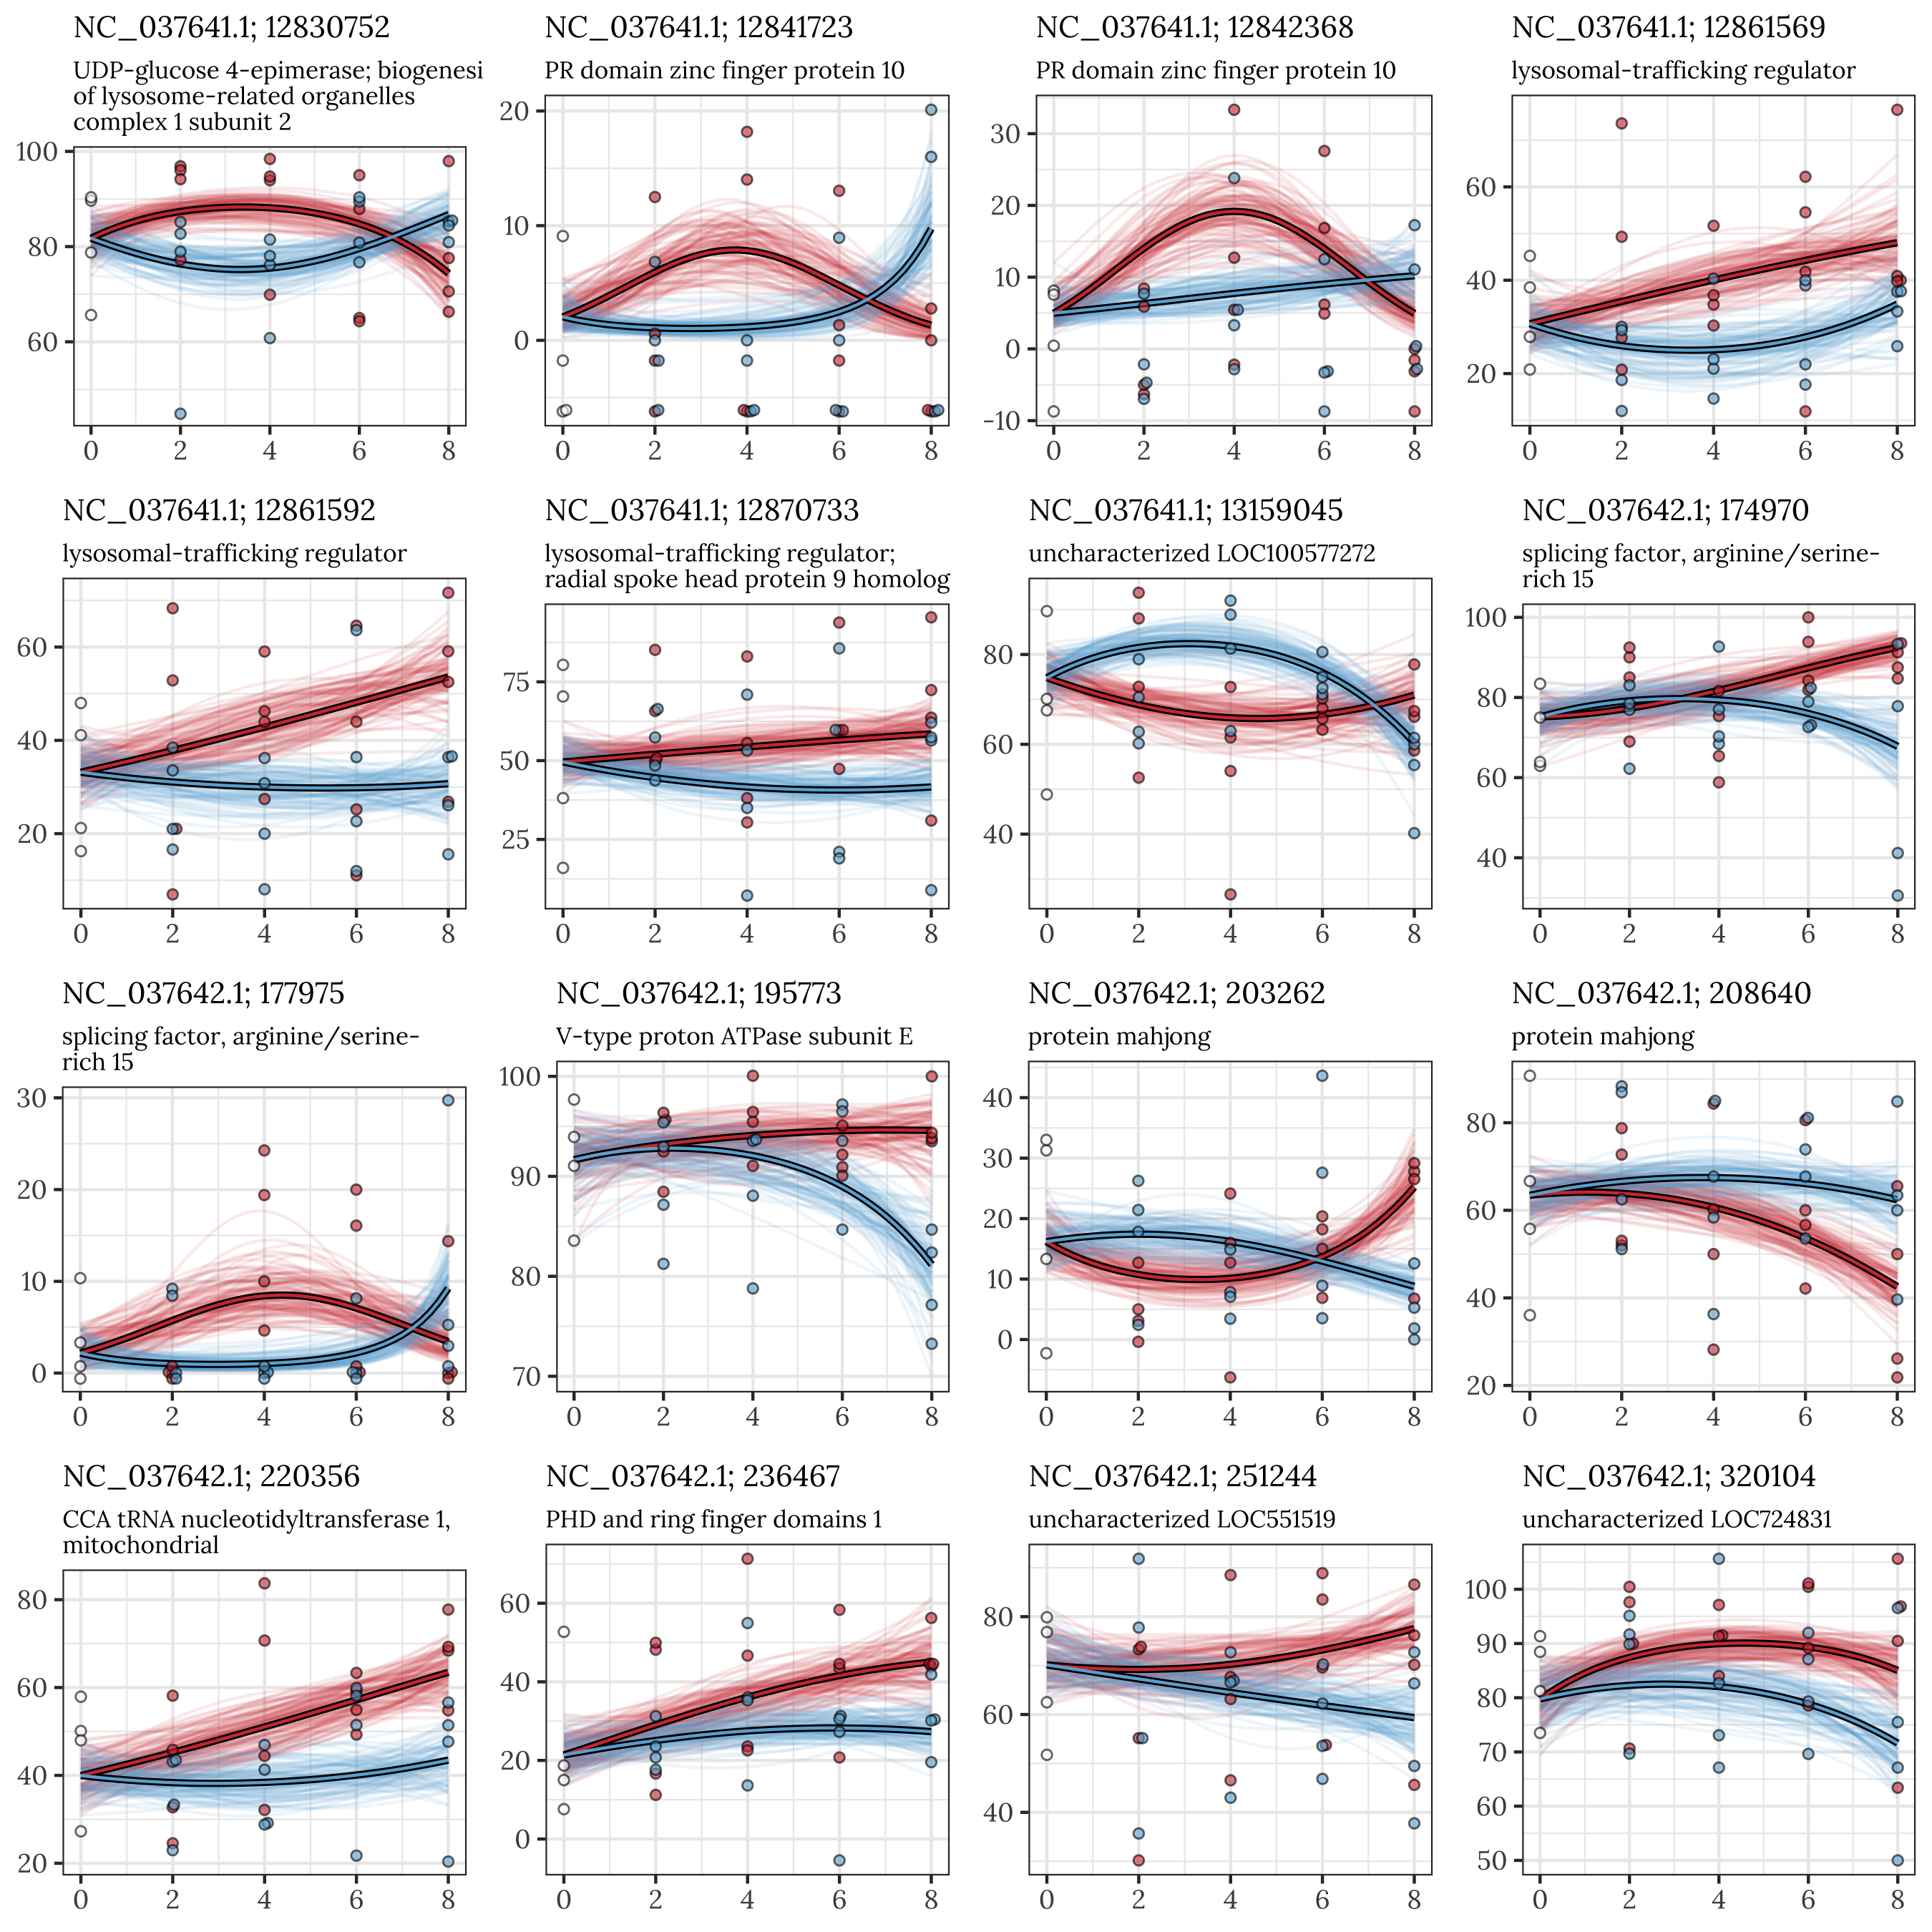 NC_037641.1; 12830752
UDP-glucose 4-epimerase; biogenesi
of lysosome-related organelles
complex 1 subunit 2
100
80
60
0 2 4 6 8
NC_037641.1; 12841723
PR domain zinc finger protein 10
20
10
0
0 2 4 6 8
NC_037641.1; 12842368
PR domain zinc finger protein 10
30
20
10
0
-10
0 2 4 6 8
NC_037641.1; 12861569
lysosomal-trafficking regulator
60
40
20
0 2 4 6 8
NC_037641.1; 12861592
lysosomal-trafficking regulator
60
40
20
0 2 4 6 8
NC_037641.1; 12870733
lysosomal-trafficking regulator;
radial spoke head protein 9 homolog
75
50
25
0 2 4 6 8
NC_037641.1; 13159045
uncharacterized LOC100577272
80
60
40
0 2 4 6 8
NC_037642.1; 174970
splicing factor, arginine/serine-
rich 15
100
80
60
40
0 2 4 6 8
NC_037642.1; 177975
splicing factor, arginine/serine-
rich 15
30
20
10
0
0 2 4 6 8
NC_037642.1; 195773
V-type proton ATPase subunit E
100
90
80
70
0 2 4 6 8
NC_037642.1; 203262
protein mahjong
40
30
20
10
0
0 2 4 6 8
NC_037642.1; 208640
protein mahjong
80
60
40
20
0 2 4 6 8
NC_037642.1; 220356
CCA tRNA nucleotidyltransferase 1,
mitochondrial
80
60
40
20
0 2 4 6 8
NC_037642.1; 236467
PHD and ring finger domains 1
60
40
20
0
0 2 4 6 8
NC_037642.1; 251244
uncharacterized LOC551519
80
60
40
0 2 4 6 8
NC_037642.1; 320104
uncharacterized LOC724831
100
90
80
70
60
50
0 2 4 6 8